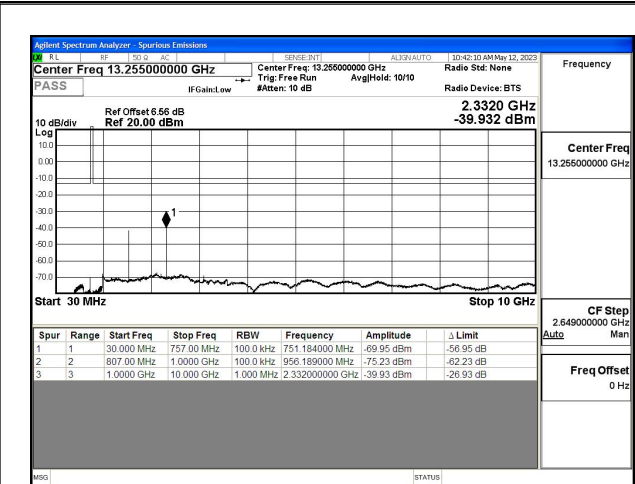 Agilent Spectrum Analyzer - Spurious Emissions
RL RF 50 Ω AC SENSE:INT ALIGN AUTO 10:42:10 AM May 12, 2023
Center Freq 13.255000000 GHz
Center Freq: 13.255000000 GHz
Radio Std: None
Trig: Free Run Avg|Hold: 10/10
PASS IFGain:Low #Atten: 10 dB Radio Device: BTS
Frequency
Ref Offset 6.56 dB
2.3320 GHz
10 dB/div Ref 20.00 dBm -39.932 dBm
Log
10.0
0.00
-10.0
-20.0
-30.0
-40.0
-50.0
-60.0
-70.0
1
Start 30 MHz Stop 10 GHz
Center Freq
13.255000000 GHz
CF Step
2.649000000 GHz
Auto Man
Freq Offset
0 Hz
Spur Range Start Freq Stop Freq RBW Frequency Amplitude Δ Limit
1 1 30.000 MHz 757.00 MHz 100.0 kHz 751.184000 MHz -69.95 dBm -56.95 dB
2 2 807.00 MHz 1.0000 GHz 100.0 kHz 956.189000 MHz -75.23 dBm -62.23 dB
3 3 1.0000 GHz 10.000 GHz 1.000 MHz 2.332000000 GHz -39.93 dBm -26.93 dB
MSG STATUS